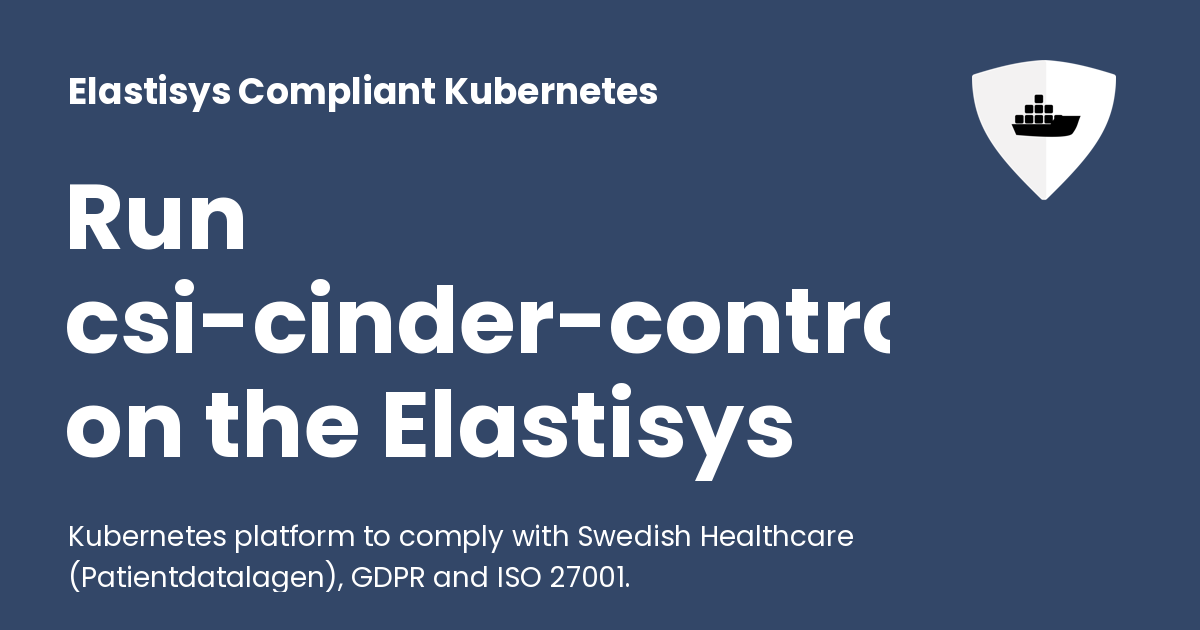 Elastisys Compliant Kubernetes
Run
csi-cinder-contr
on the Elastisys
Kubernetes platform to comply with Swedish Healthcare
(Patientdatalagen), GDPR and ISO 27001.